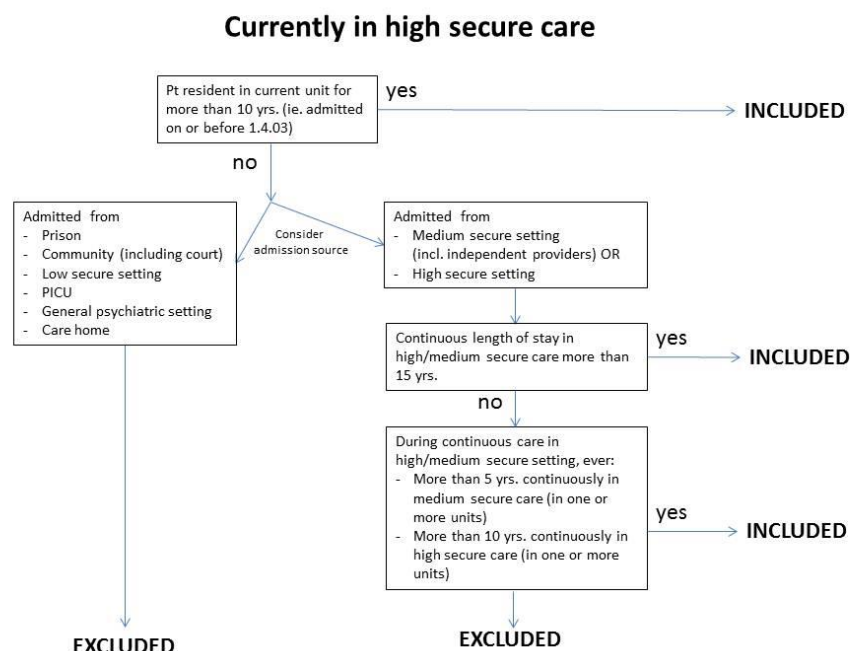 Currently in high secure care
Pt resident in current unit for
more than 10 yrs. (ie. admitted
on or before 1.4.03)
yes
INCLUDED
no
Consider
admission source
Admitted from
- Prison
- Community (including court)
- Low secure setting
- PICU
- General psychiatric setting
- Care home
Admitted from
- Medium secure setting
(incl. independent providers) OR
- High secure setting
Continuous length of stay in
high/medium secure care more than
15 yrs.
yes
INCLUDED
no
During continuous care in
high/medium secure setting, ever:
- More than 5 yrs. continuously in
medium secure care (in one or
more units)
- More than 10 yrs. continuously in
high secure care (in one or more
units)
yes
INCLUDED
EXCLUDED
EXCLUDED